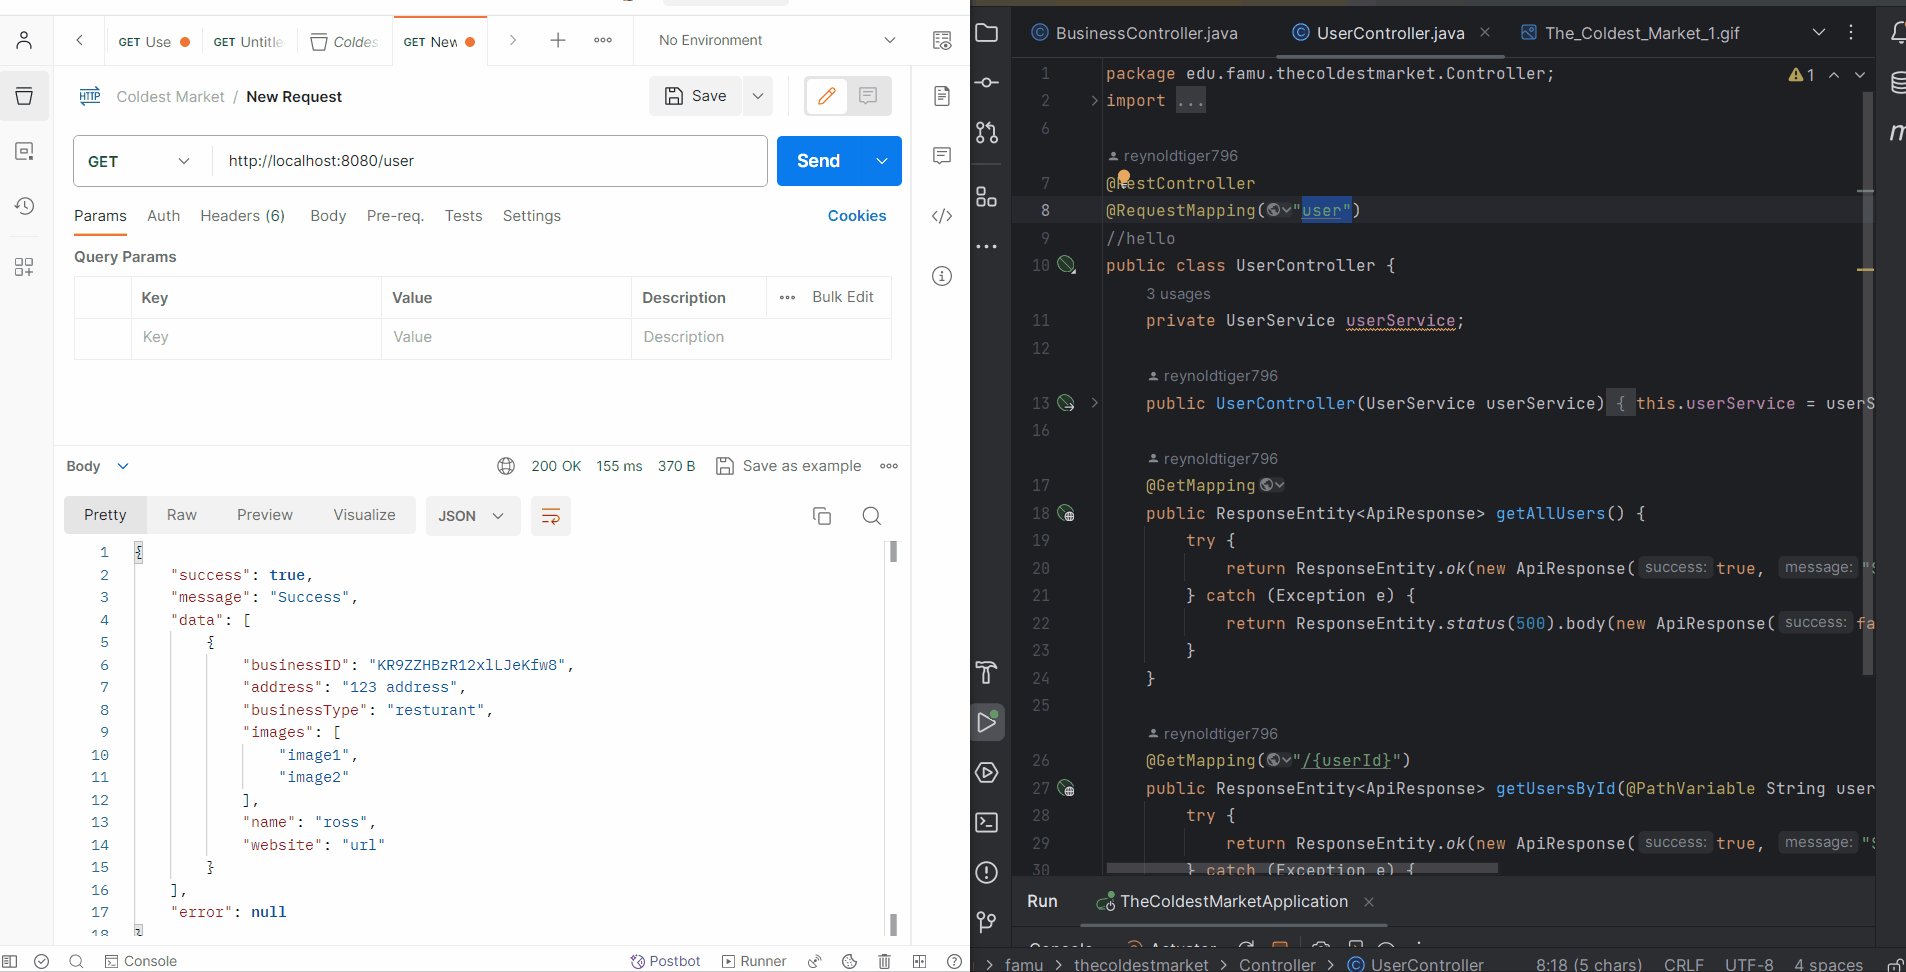 GET Use
GET Untitle
Coldes
GET New
No Environment
HTTP Coldest Market / New Request
Save
GET http://localhost:8080/user
Send
Params Auth Headers (6) Body Pre-req. Tests Settings Cookies
Query Params
Key Value Description Bulk Edit
Key Value Description
Body 200 OK 155 ms 370 B Save as example
Pretty Raw Preview Visualize JSON
1 {
2 "success": true,
3 "message": "Success",
4 "data": [
5 {
6 "businessID": "KR9ZZHBzR12xlLJeKfw8",
7 "address": "123 address",
8 "businessType": "resturant",
9 "images": [
10 "image1",
11 "image2"
12 ],
13 "name": "ross",
14 "website": "url"
15 }
16 ],
17 "error": null
18 }
Console Postbot Runner
BusinessController.java UserController.java The_Coldest_Market_1.gif
1 package edu.famu.thecoldestmarket.Controller;
1
2 import ...
6
reynoldtiger796
7 @RestController
8 @RequestMapping("user")
9 //hello
10 public class UserController {
3 usages
11 private UserService userService;
12
reynoldtiger796
13 public UserController(UserService userService) { this.userService = userS
16
reynoldtiger796
17 @GetMapping
18 public ResponseEntity<ApiResponse> getAllUsers() {
19 try {
20 return ResponseEntity.ok(new ApiResponse( success: true, message: "S
21 } catch (Exception e) {
22 return ResponseEntity.status(500).body(new ApiResponse( success: fa
23 }
24 }
25
reynoldtiger796
26 @GetMapping("/{userId}")
27 public ResponseEntity<ApiResponse> getUsersById(@PathVariable String user
28 try {
29 return ResponseEntity.ok(new ApiResponse( success: true, message: "S
30 } catch (Exception e) {
Run TheColdestMarketApplication
Console Actuator
famu > thecoldestmarket > Controller > UserController 8:18 (5 chars) CRLF UTF-8 4 spaces